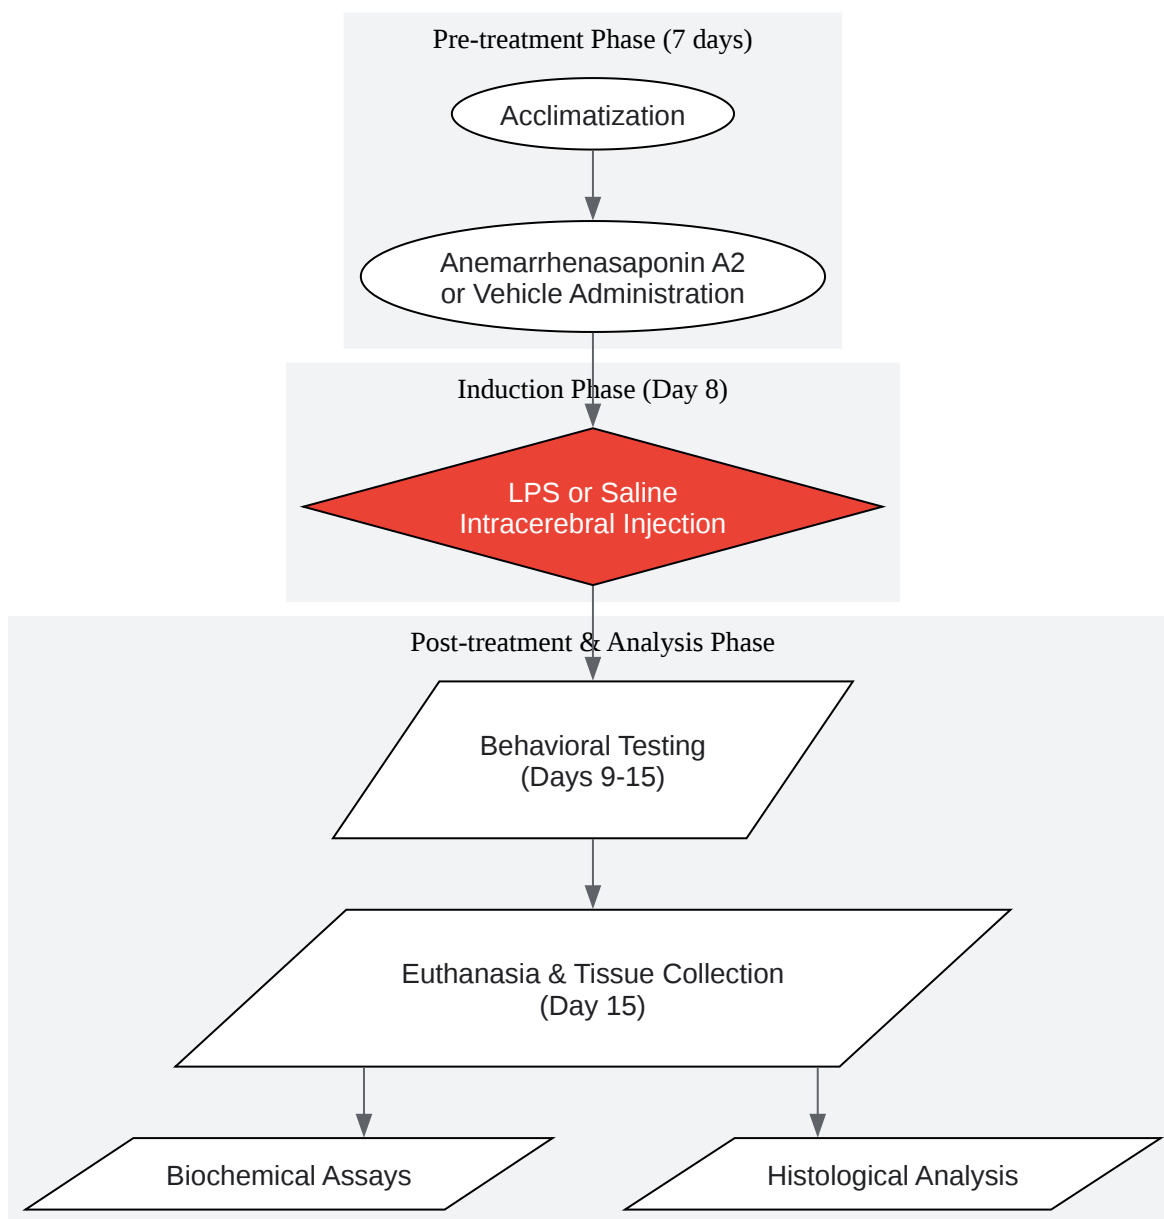 Pre-treatment Phase (7 days)
Acclimatization
Anemarrhenasaponin A2
or Vehicle Administration
Induction Phase (Day 8)
LPS or Saline
Intracerebral Injection
Post-treatment & Analysis Phase
Behavioral Testing
(Days 9-15)
Euthanasia & Tissue Collection
(Day 15)
Biochemical Assays
Histological Analysis